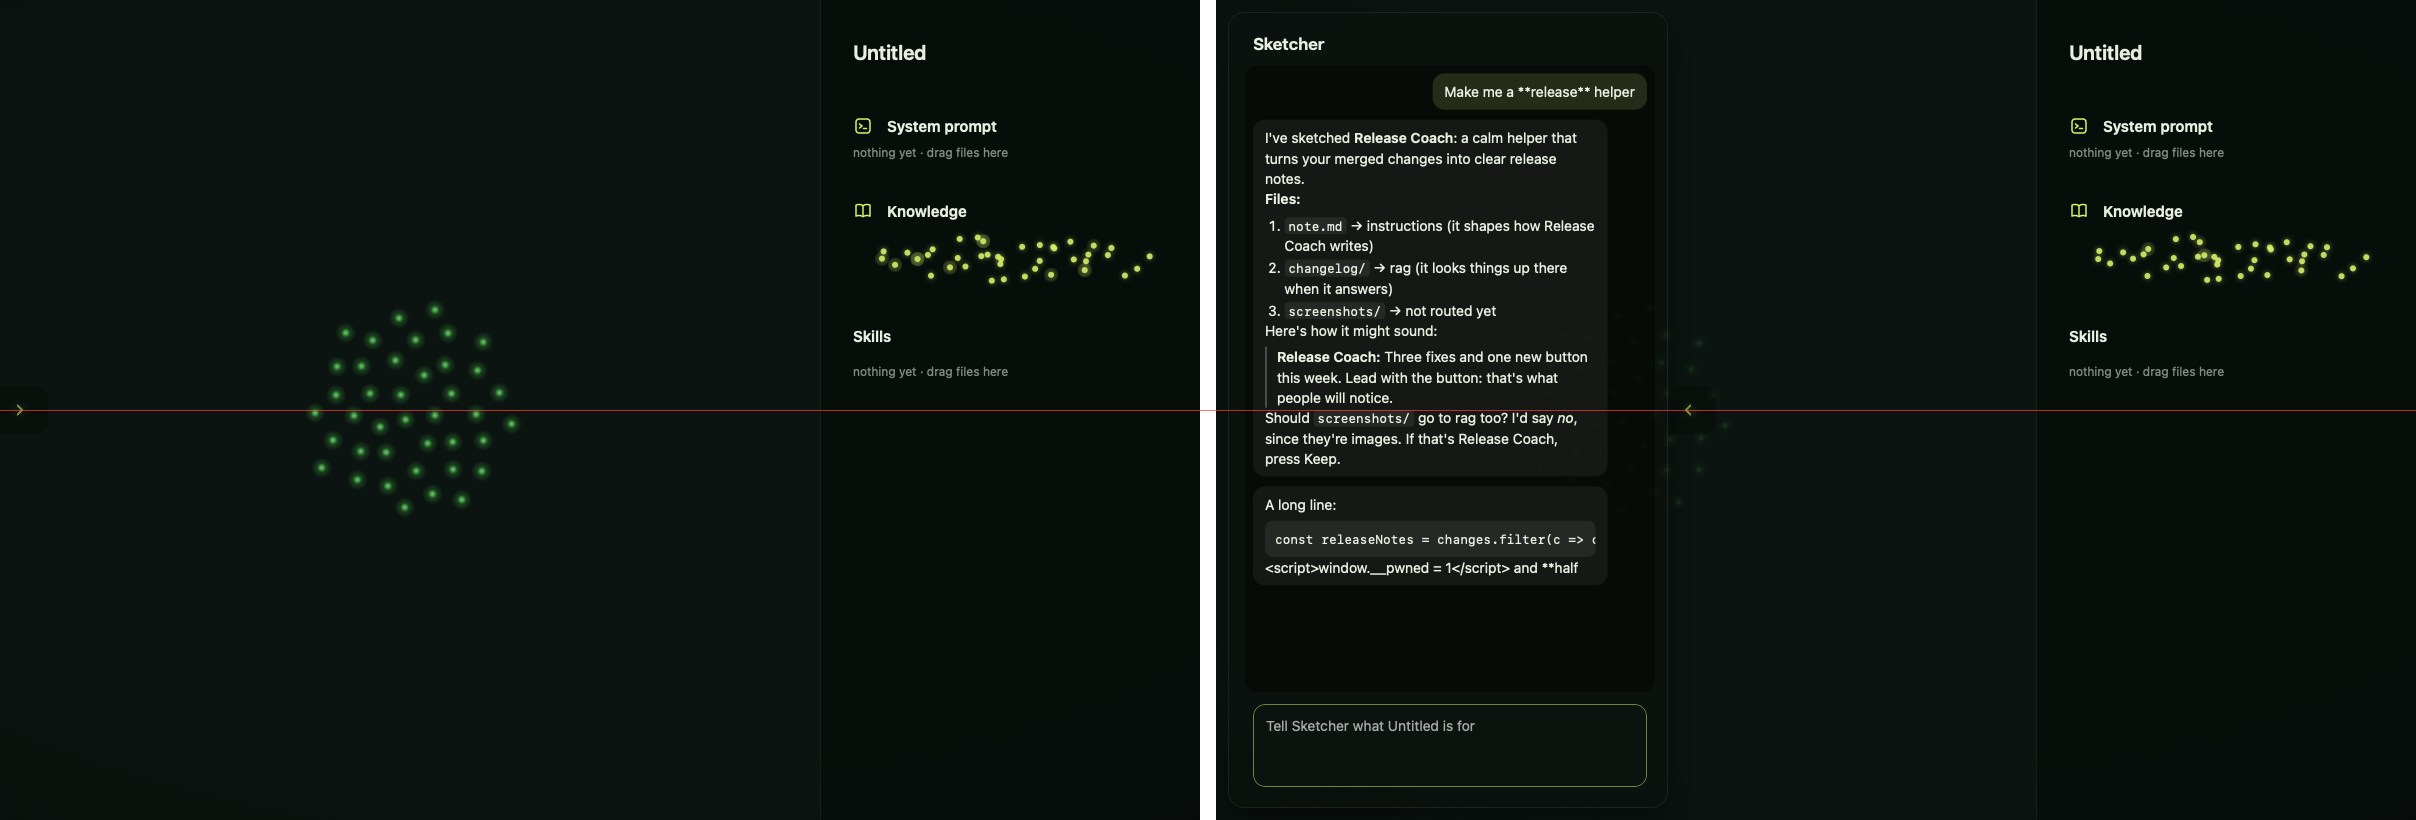 Untitled
System prompt
nothing yet · drag files here
Knowledge
Skills
nothing yet · drag files here
Sketcher
Make me a **release** helper
I've sketched Release Coach: a calm helper that
turns your merged changes into clear release
notes.
Files:
1. note.md → instructions (it shapes how Release
Coach writes)
2. changelog/ → rag (it looks things up there
when it answers)
3. screenshots/ → not routed yet
Here's how it might sound:
Release Coach: Three fixes and one new button
this week. Lead with the button: that's what
people will notice.
Should screenshots/ go to rag too? I'd say no,
since they're images. If that's Release Coach,
press Keep.
A long line:
const releaseNotes = changes.filter(c =>
<script>window.__pwned = 1</script> and **half
Tell Sketcher what Untitled is for
Untitled
System prompt
nothing yet · drag files here
Knowledge
Skills
nothing yet · drag files here